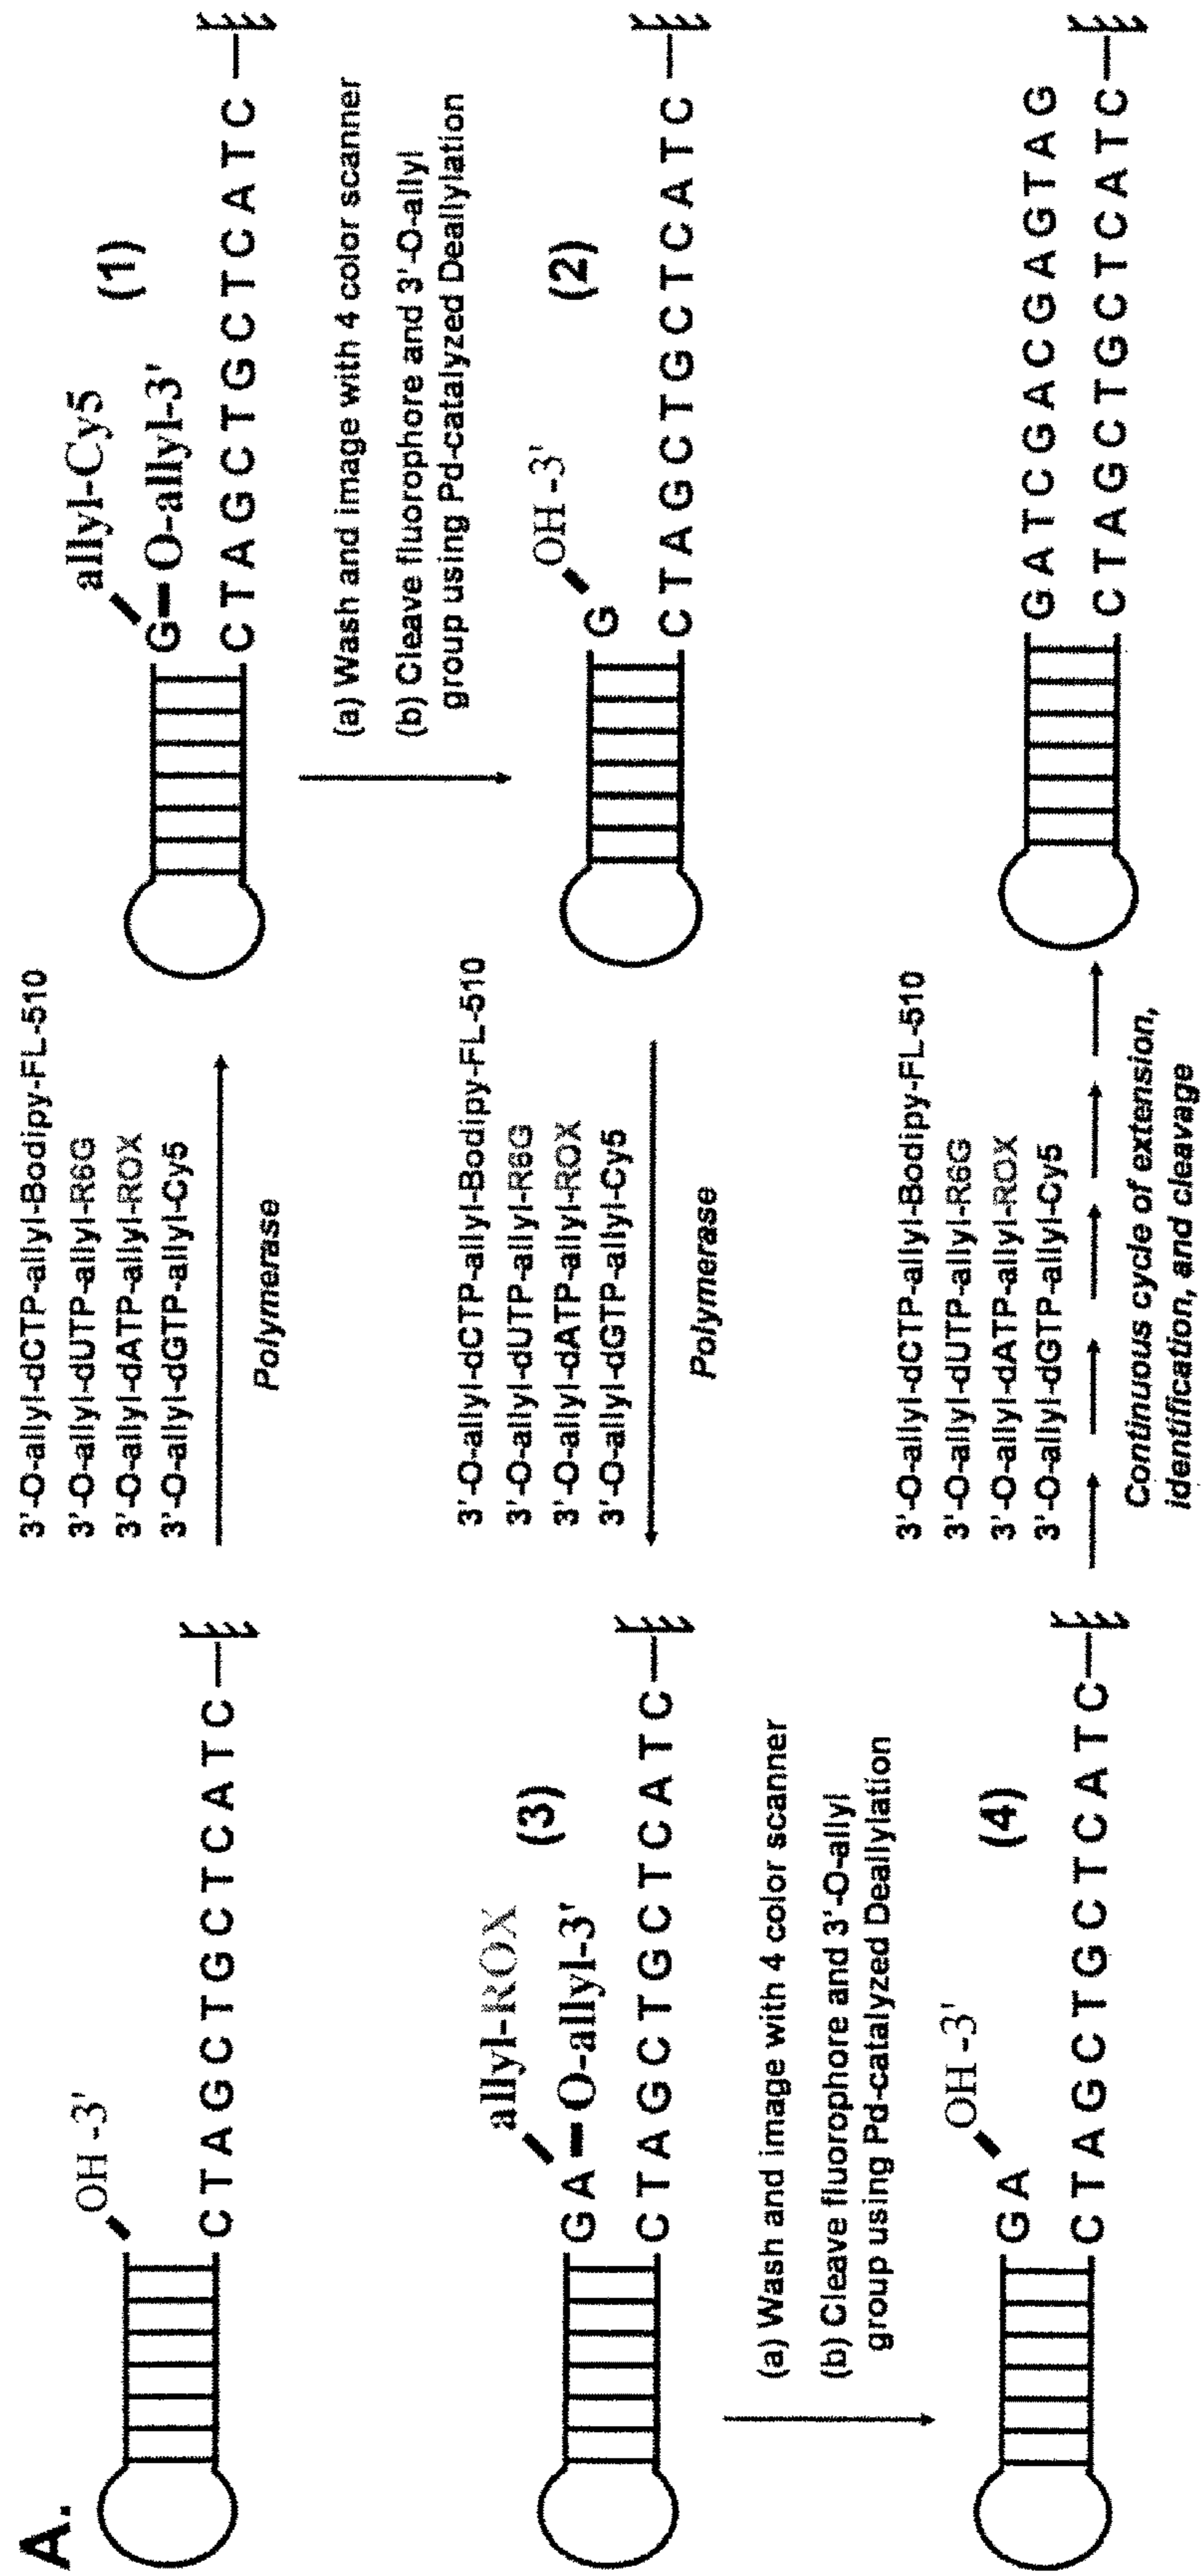 A.
OH -3'
C T A G C T G C T C A T C
3'-O-allyl-dCTP-allyl-Bodipy-FL-510
3'-O-allyl-dUTP-allyl-R6G
3'-O-allyl-dATP-allyl-ROX
3'-O-allyl-dGTP-allyl-Cy5
Polymerase
allyl-Cy5
(1)
G-O-allyl-3'
C T A G C T G C T C A T C
(a) Wash and image with 4 color scanner
(b) Cleave fluorophore and 3'-O-allyl
group using Pd-catalyzed Deallylation
OH -3'
(2)
G
C T A G C T G C T C A T C
3'-O-allyl-dCTP-allyl-Bodipy-FL-510
3'-O-allyl-dUTP-allyl-R6G
3'-O-allyl-dATP-allyl-ROX
3'-O-allyl-dGTP-allyl-Cy5
Polymerase
allyl-ROX
(3)
G A-O-allyl-3'
C T A G C T G C T C A T C
(a) Wash and image with 4 color scanner
(b) Cleave fluorophore and 3'-O-allyl
group using Pd-catalyzed Deallylation
OH -3'
(4)
G A
C T A G C T G C T C A T C
3'-O-allyl-dCTP-allyl-Bodipy-FL-510
3'-O-allyl-dUTP-allyl-R6G
3'-O-allyl-dATP-allyl-ROX
3'-O-allyl-dGTP-allyl-Cy5
Continuous cycle of extension,
identification, and cleavage
G A T C G A C G A G T A G
C T A G C T G C T C A T C